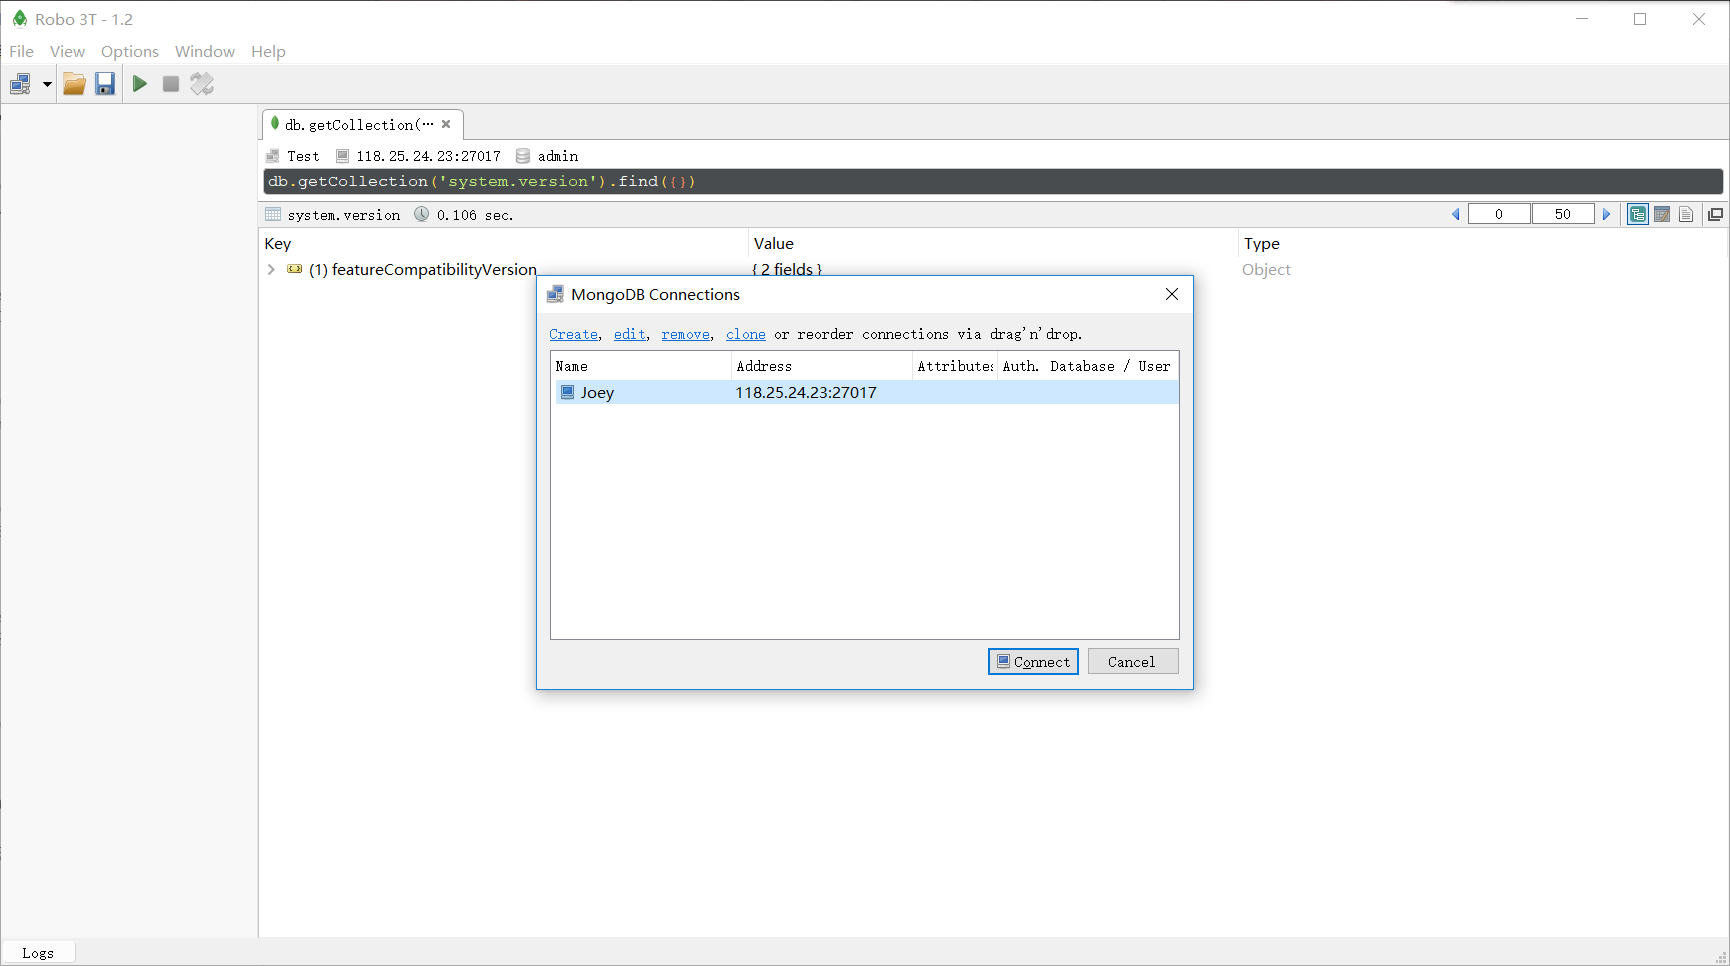 Robo 3T - 1.2
File View Options Window Help
db.getCollection(⋯
Test 118.25.24.23:27017 admin
db.getCollection('system.version').find({})
system.version 0.106 sec. 0 50
Key Value Type
(1) featureCompatibilityVersion { 2 fields } Object
MongoDB Connections
Create, edit, remove, clone or reorder connections via drag'n'drop.
Name Address Attributes Auth. Database / User
Joey 118.25.24.23:27017
Connect Cancel
Logs